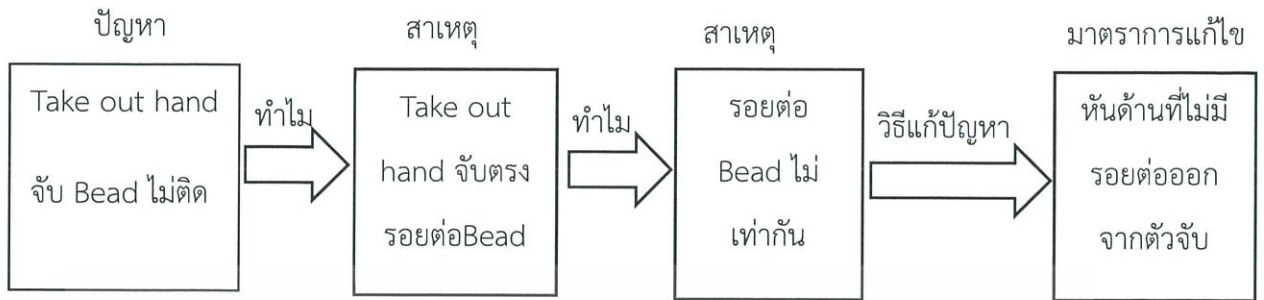 ปัญหา
สาเหตุ
สาเหตุ
มาตราการแก้ไข
Take out hand
จับ Bead ไม่ติด
ทำไม
Take out
hand จับตรง
รอยต่อBead
ทำไม
รอยต่อ
Bead ไม่
เท่ากัน
วิธีแก้ปัญหา
หันด้านที่ไม่มี
รอยต่อออก
จากตัวจับ